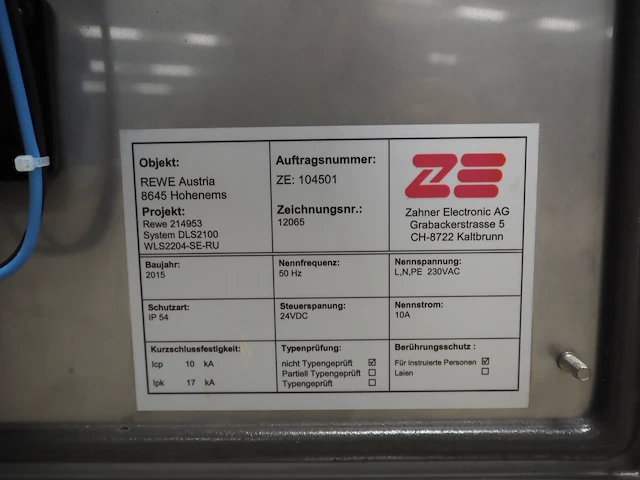 Objekt:
REWE Austria
8645 Hohenems
Projekt:
Rewe 214953
System DLS2100
WLS2204-SE-RU
Auftragsnummer:
ZE: 104501
Zeichnungsnr.:
12065
ZE
Zahner Electronic AG
Grabackerstrasse 5
CH-8722 Kaltbrunn
Baujahr:
2015
Nennfrequenz:
50 Hz
Nennspannung:
L,N,PE 230VAC
Schutzart:
IP 54
Steuerspanung:
24VDC
Nennstrom:
10A
Kurzschlussfestigkeit:
Icp 10 kA
Ipk 17 kA
Typenprüfung:
nicht Typengeprüft ☑
Partiell Typengeprüft ☐
Typengeprüft ☐
Berührungsschutz :
Für instruierte Personen ☑
Laien ☐